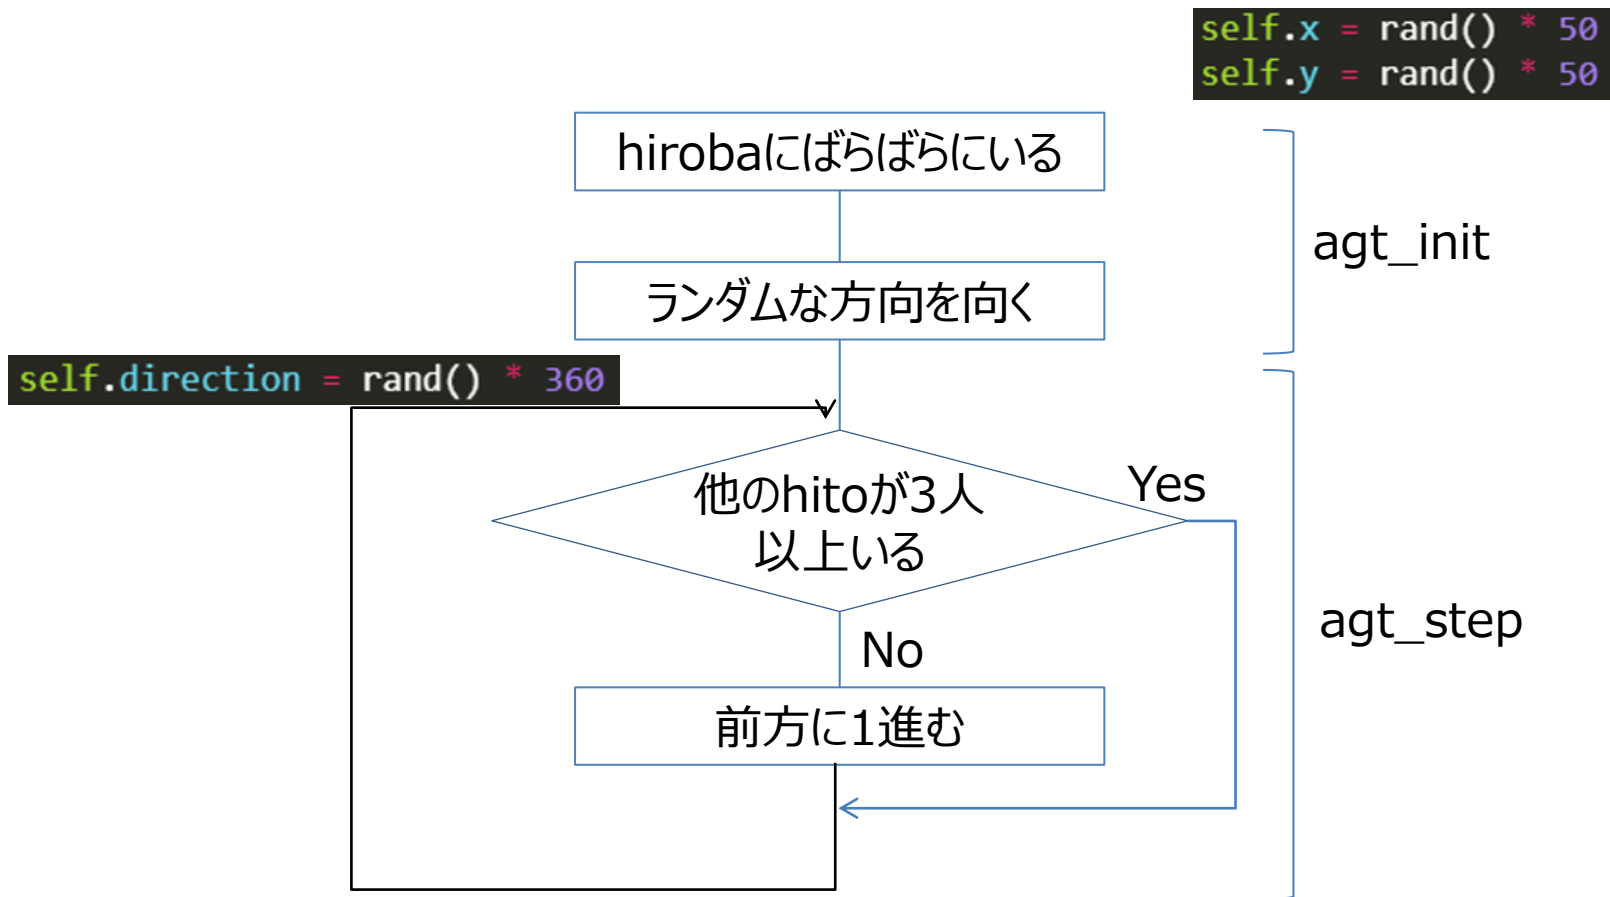 self.x = rand() * 50
self.y = rand() * 50
hirobaにばらばらにいる
agt_init
ランダムな方向を向く
self.direction = rand() * 360
他のhitoが3人
以上いる
Yes
agt_step
No
前方に1進む